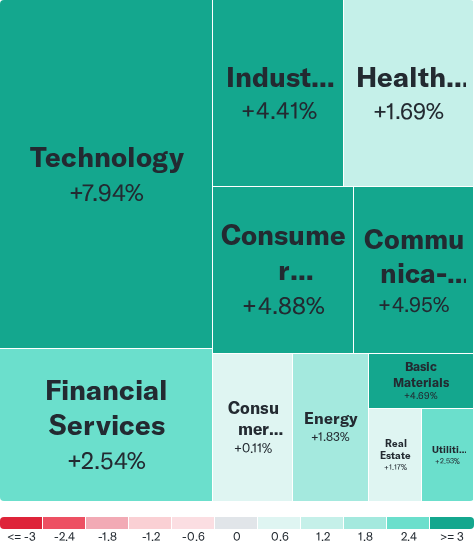 Technology
+7.94%
Indust...
+4.41%
Health...
+1.69%
Consume
r...
+4.88%
Commu
nica-...
+4.95%
Financial
Services
+2.54%
Consu
mer...
+0.11%
Energy
+1.83%
Basic
Materials
+4.69%
Real
Estate
+1.17%
Utiliti...
+2.53%
<= -3 -2.4 -1.8 -1.2 -0.6 0 0.6 1.2 1.8 2.4 >= 3